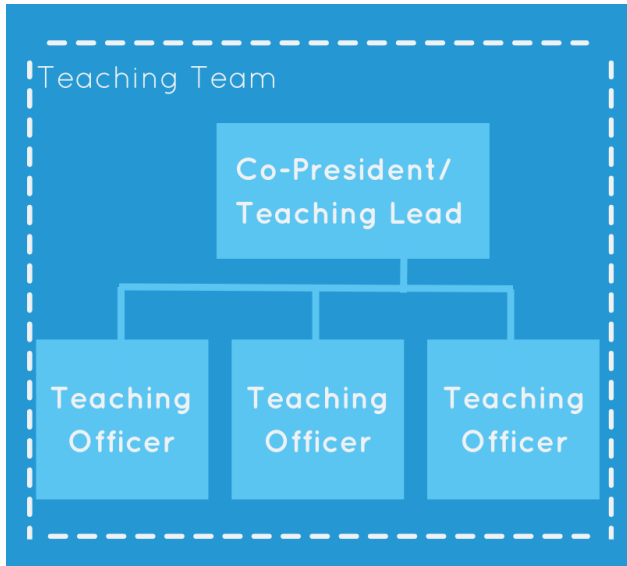 Teaching Team
Co-President/
Teaching Lead
Teaching
Officer
Teaching
Officer
Teaching
Officer